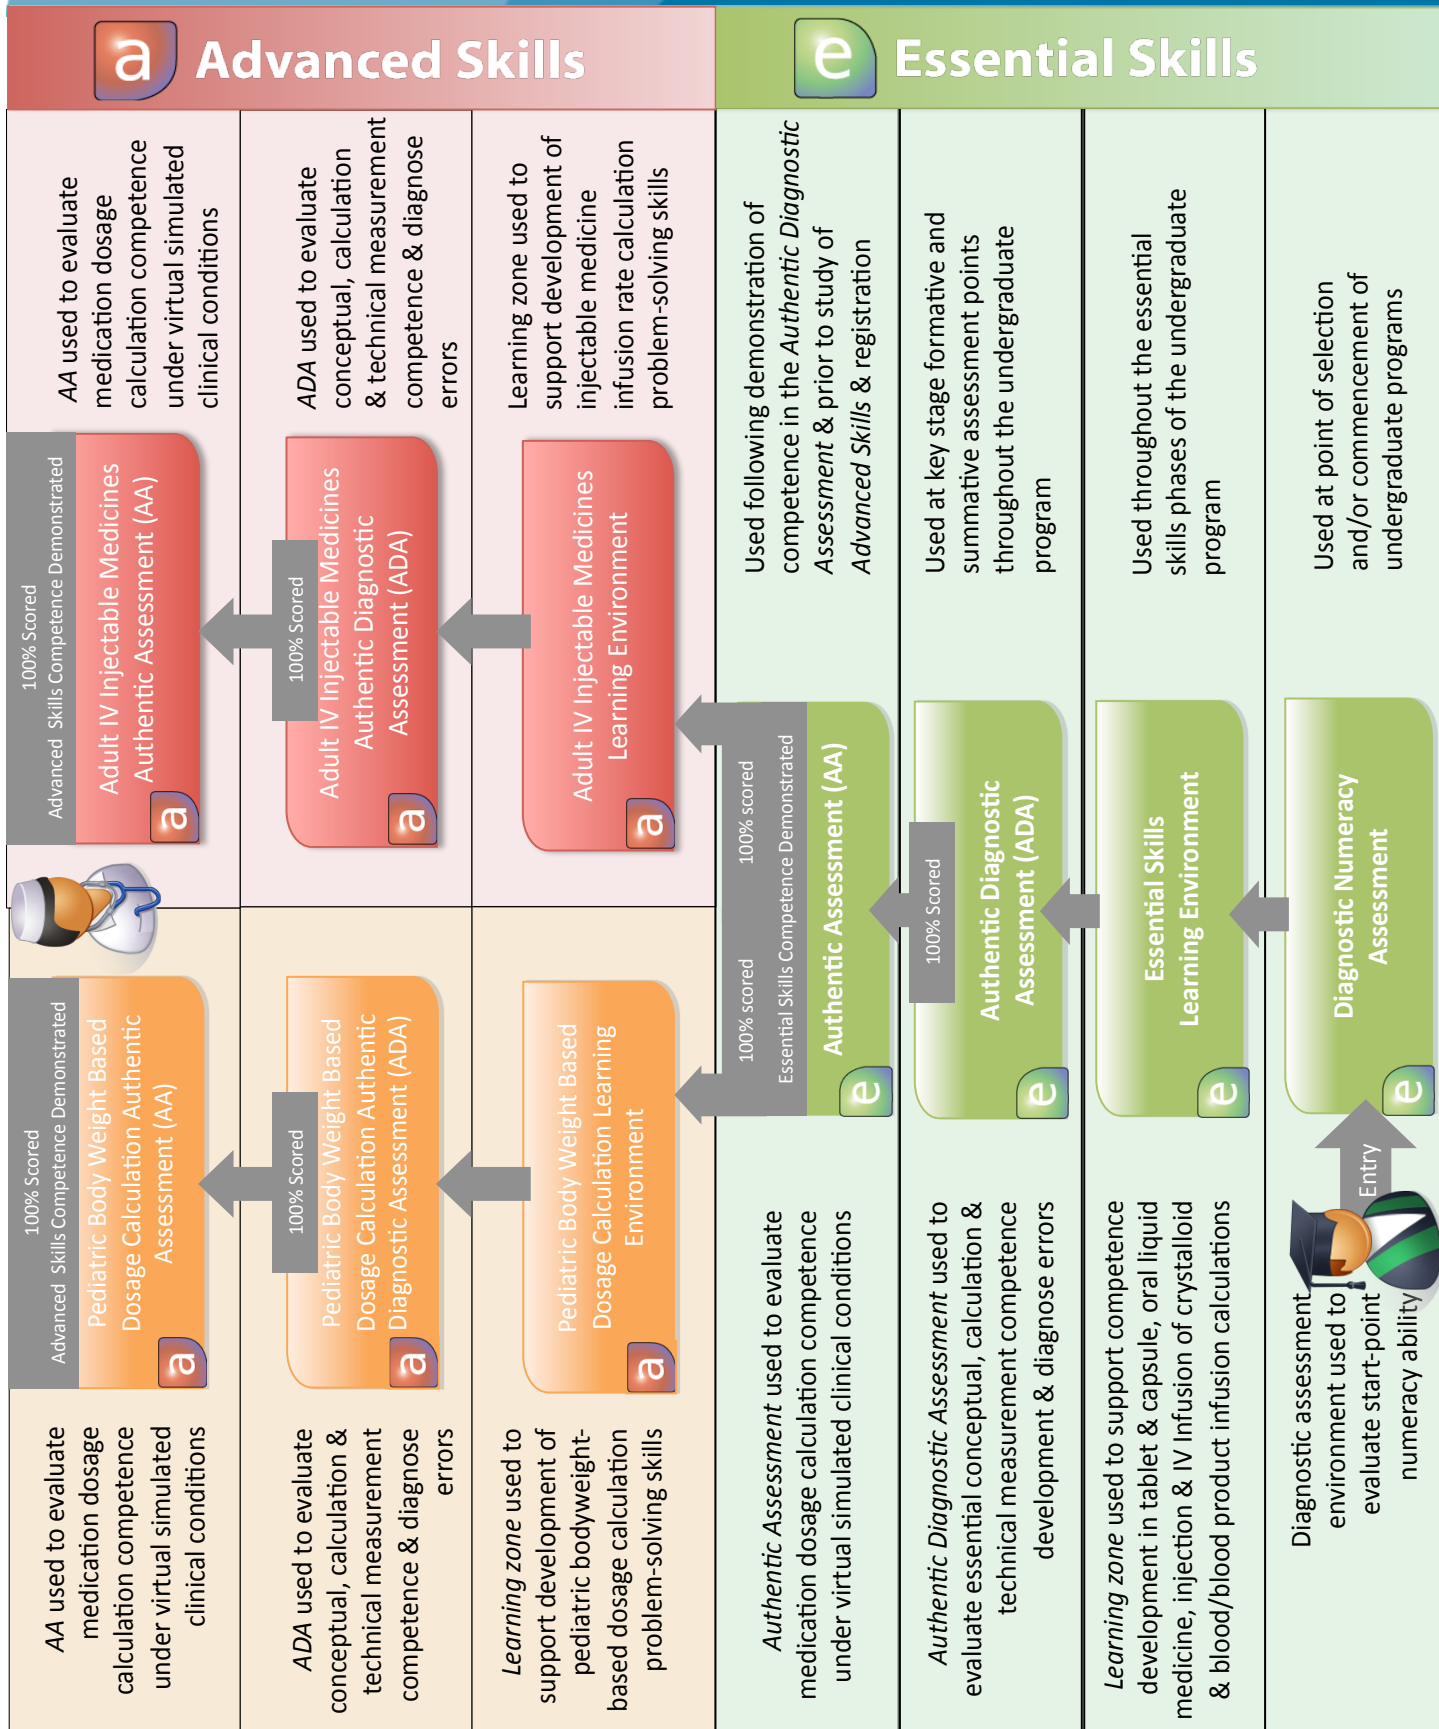 a Advanced Skills
e Essential Skills
AA used to evaluate
medication dosage
calculation competence
under virtual simulated
clinical conditions
100% Scored
Advanced Skills Competence Demonstrated
Pediatric Body Weight Based
Dosage Calculation Authentic
Assessment (AA)
a
100% Scored
Advanced Skills Competence Demonstrated
Adult IV Injectable Medicines
Authentic Assessment (AA)
a
AA used to evaluate
medication dosage
calculation competence
under virtual simulated
clinical conditions
ADA used to evaluate
conceptual, calculation &
technical measurement
competence & diagnose
errors
100% Scored
Pediatric Body Weight Based
Dosage Calculation Authentic
Diagnostic Assessment (ADA)
a
100% Scored
Adult IV Injectable Medicines
Authentic Diagnostic
Assessment (ADA)
a
ADA used to evaluate
conceptual, calculation
& technical measurement
competence & diagnose
errors
Learning zone used to
support development of
pediatric bodyweight-
based dosage calculation
problem-solving skills
Pediatric Body Weight Based
Dosage Calculation Learning
Environment
a
Adult IV Injectable Medicines
Learning Environment
a
Learning zone used to
support development of
injectable medicine
infusion rate calculation
problem-solving skills
Authentic Assessment used to evaluate
medication dosage calculation competence
under virtual simulated clinical conditions
100% scored 100% scored
Essential Skills Competence Demonstrated
Authentic Assessment (AA)
e
Used following demonstration of
competence in the Authentic Diagnostic
Assessment & prior to study of
Advanced Skills & registration
Authentic Diagnostic Assessment used to
evaluate essential conceptual, calculation &
technical measurement competence
development & diagnose errors
100% Scored
Authentic Diagnostic
Assessment (ADA)
e
Used at key stage formative and
summative assessment points
throughout the undergraduate
program
Learning zone used to support competence
development in tablet & capsule, oral liquid
medicine, injection & IV Infusion of crystalloid
& blood/blood product infusion calculations
Essential Skills
Learning Environment
e
Used throughout the essential
skills phases of the undergraduate
program
Diagnostic assessment
environment used to
evaluate start-point
numeracy ability
Entry
Diagnostic Numeracy
Assessment
e
Used at point of selection
and/or commencement of
undergraduate programs